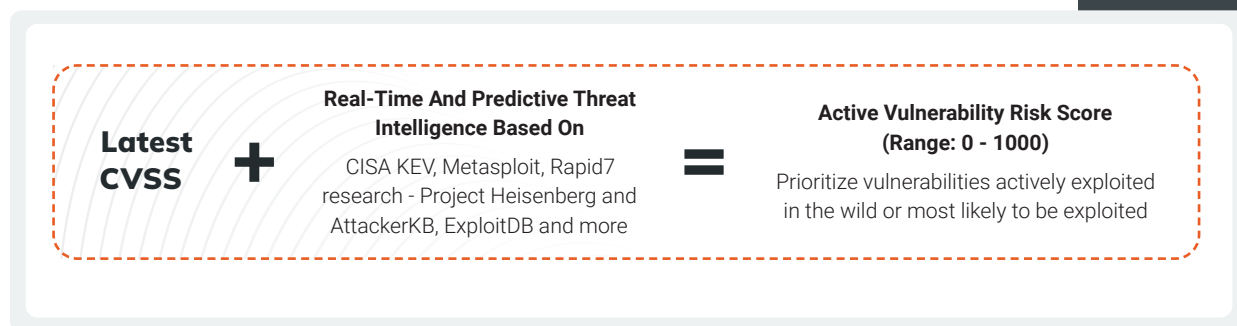 Latest
CVSS
+
Real-Time And Predictive Threat
Intelligence Based On
CISA KEV, Metasploit, Rapid7
research - Project Heisenberg and
AttackerKB, ExploitDB and more
=
Active Vulnerability Risk Score
(Range: 0 - 1000)
Prioritize vulnerabilities actively exploited
in the wild or most likely to be exploited